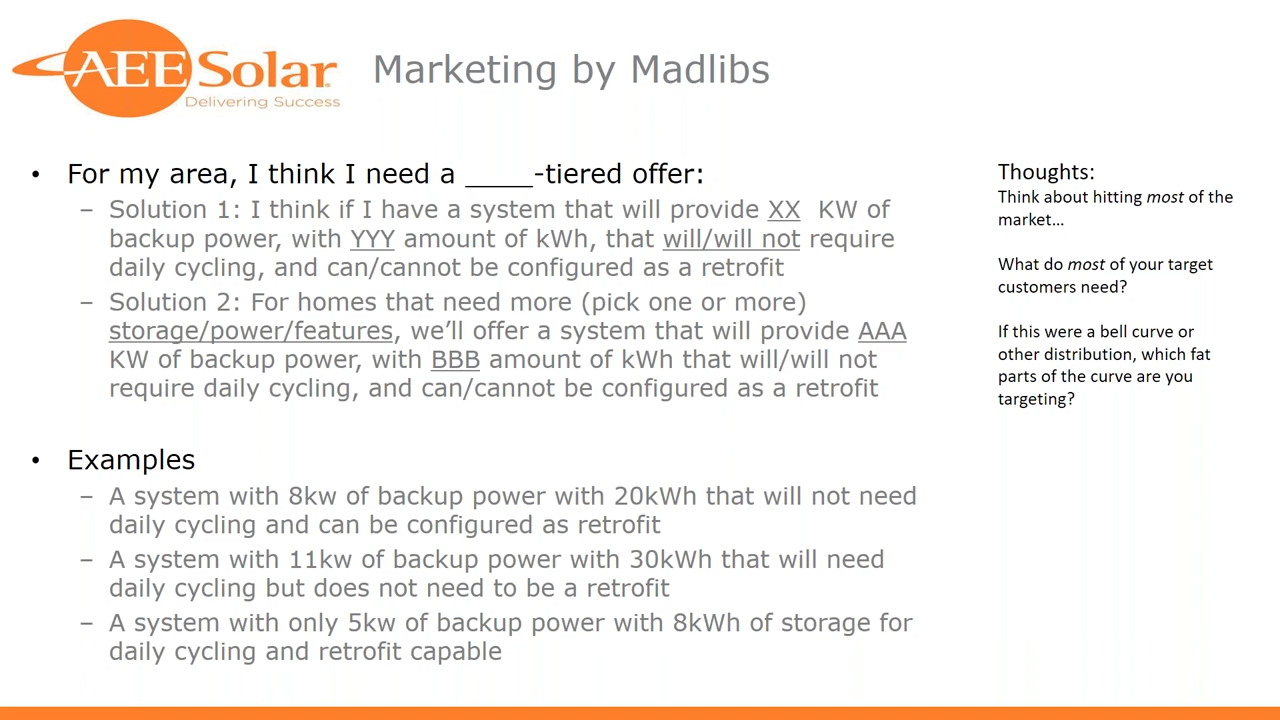 AEE Solar
Delivering Success
Marketing by Madlibs
• For my area, I think I need a ____-tiered offer:
– Solution 1: I think if I have a system that will provide XX KW of
backup power, with YYY amount of kWh, that will/will not require
daily cycling, and can/cannot be configured as a retrofit
– Solution 2: For homes that need more (pick one or more)
storage/power/features, we’ll offer a system that will provide AAA
KW of backup power, with BBB amount of kWh that will/will not
require daily cycling, and can/cannot be configured as a retrofit
• Examples
– A system with 8kw of backup power with 20kWh that will not need
daily cycling and can be configured as retrofit
– A system with 11kw of backup power with 30kWh that will need
daily cycling but does not need to be a retrofit
– A system with only 5kw of backup power with 8kWh of storage for
daily cycling and retrofit capable
Thoughts:
Think about hitting most of the
market…
What do most of your target
customers need?
If this were a bell curve or
other distribution, which fat
parts of the curve are you
targeting?